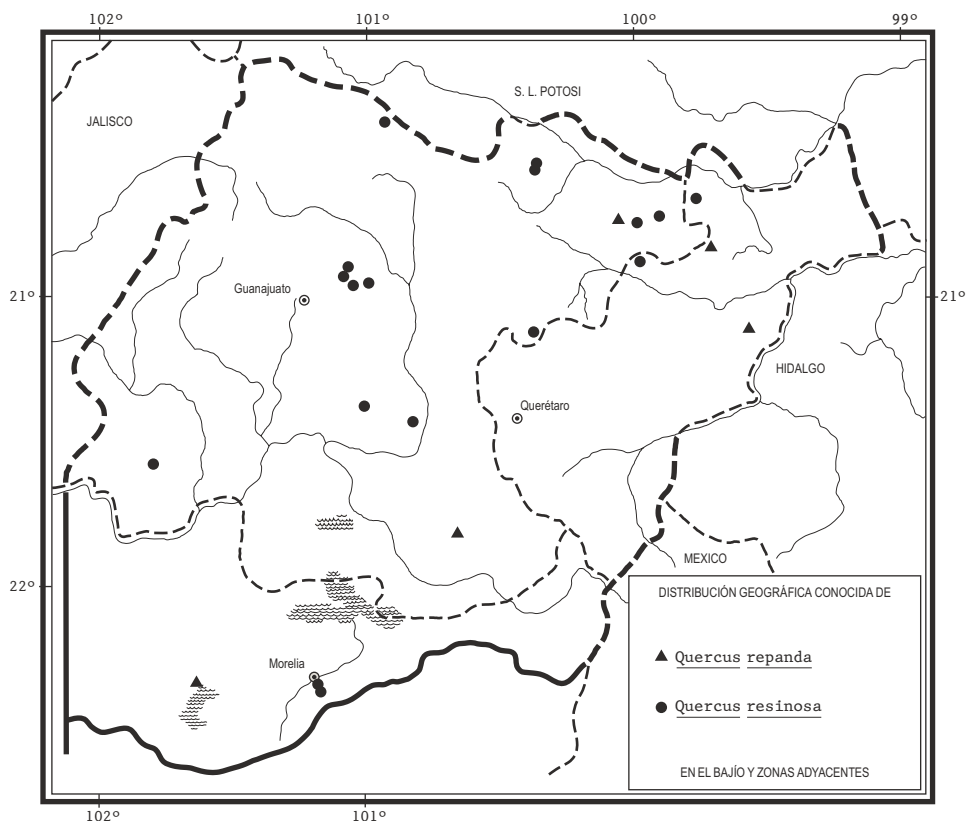 102° 101° 100° 99°
S. L. POTOSI
JALISCO
Guanajuato
21° 21°
HIDALGO
Querétaro
MEXICO
22°
DISTRIBUCIÓN GEOGRÁFICA CONOCIDA DE
Quercus repanda
Quercus resinosa
EN EL BAJÍO Y ZONAS ADYACENTES
Morelia
102° 101°